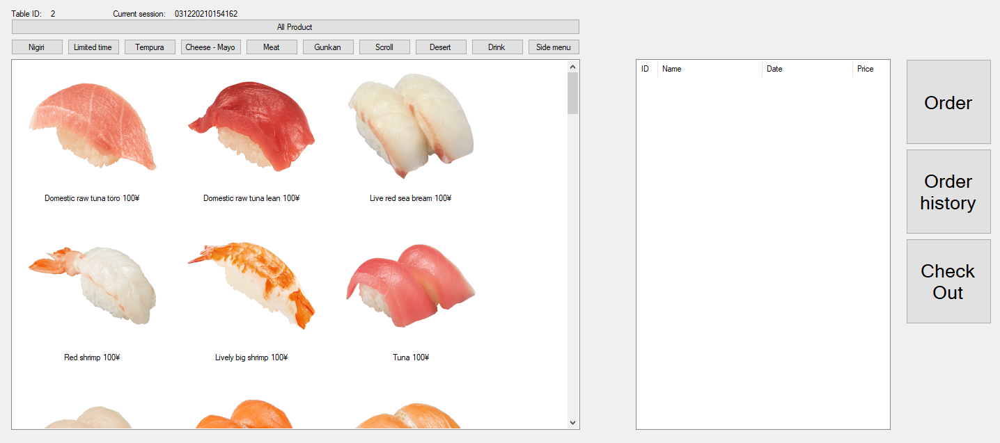 Table ID: 2 Current session: 031220210154162
All Product
Nigiri Limited time Tempura Cheese - Mayo Meat Gunkan Scroll Desert Drink Side menu
ID Name Date Price
Domestic raw tuna toro 100¥ Domestic raw tuna lean 100¥ Live red sea bream 100¥
Red shrimp 100¥ Lively big shrimp 100¥ Tuna 100¥
Order
Order
history
Check
Out